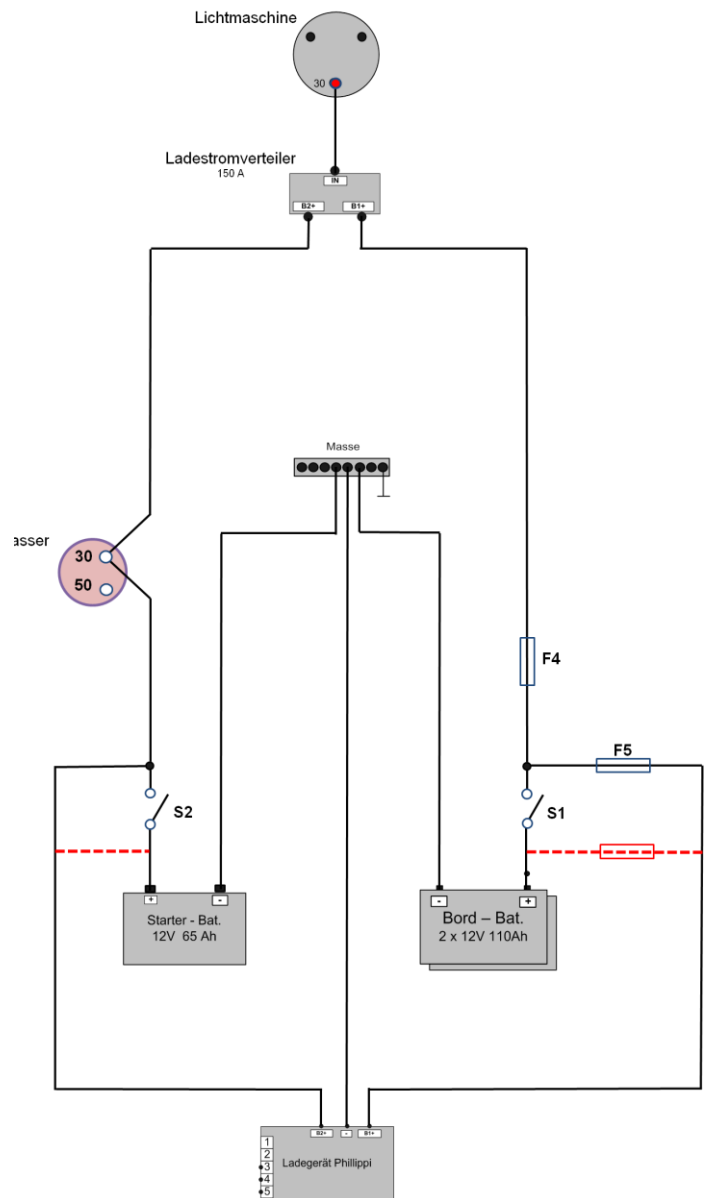 Lichtmaschine
30
Ladestromverteiler
150 A
IN
B2+ B1+
Masse
asser
30
50
F4
F5
S2
S1
+ -
Starter - Bat.
12V 65 Ah
- +
Bord – Bat.
2 x 12V 110Ah
B2+ - B1+
1
2
3
4
5
Ladegerät Phillippi